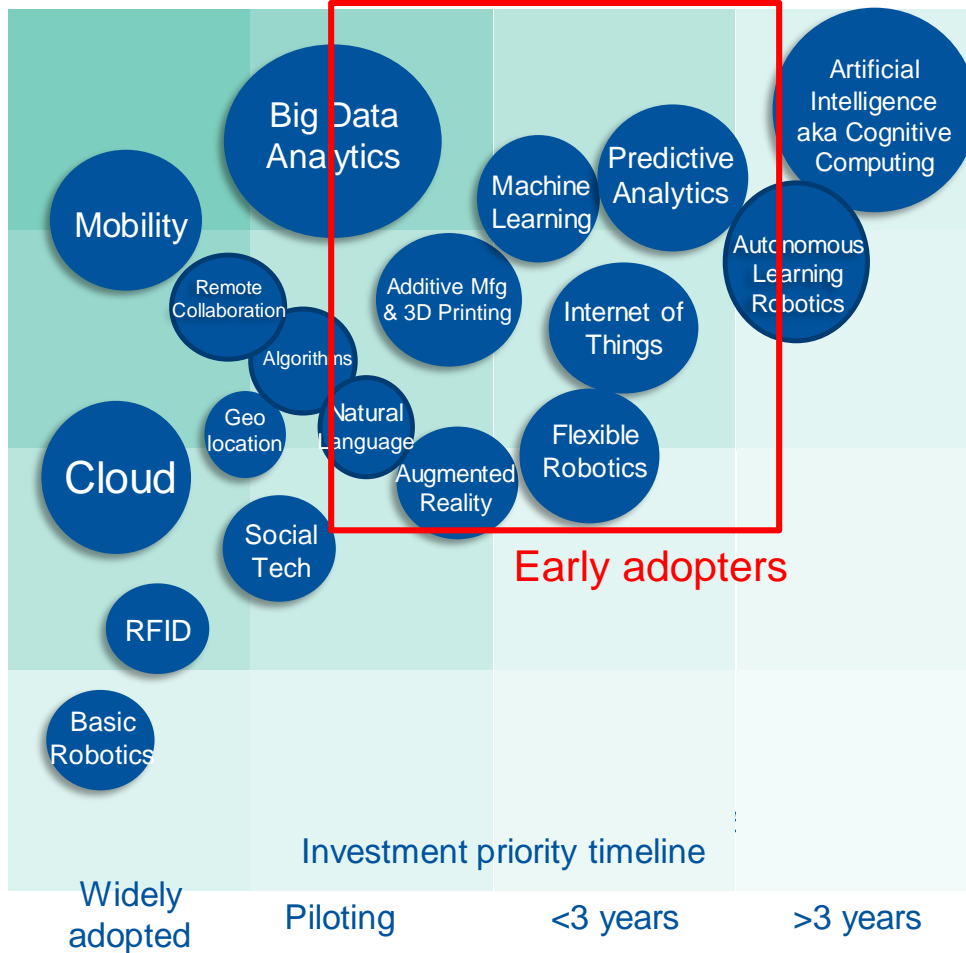 Artificial
Intelligence
aka Cognitive
Computing
Big Data
Analytics
Predictive
Analytics
Machine
Learning
Mobility
Autonomous
Learning
Robotics
Remote
Collaboration
Additive Mfg
& 3D Printing
Internet of
Things
Algorithms
Natural
Language
Geo
location
Flexible
Robotics
Cloud
Augmented
Reality
Social
Tech
Early adopters
RFID
Basic
Robotics
Investment priority timeline
Widely
adopted
Piloting
<3 years
>3 years